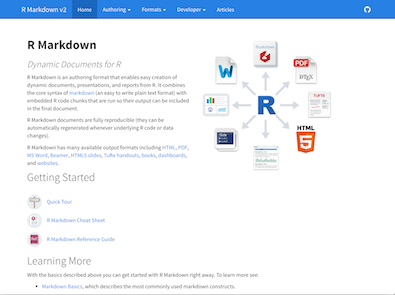 R Markdown v2 Home Authoring Formats Developer Articles
R Markdown
Dynamic Documents for R
R Markdown is an authoring format that enables easy creation of
dynamic documents, presentations, and reports from R. It combines
the core syntax of markdown (an easy to write plain text format) with
embedded R code chunks that are run so their output can be included
in the final document.
R Markdown documents are fully reproducible (they can be
automatically regenerated whenever underlying R code or data
changes).
R Markdown has many available output formats including HTML, PDF,
MS Word, Beamer, HTML5 slides, Tufte handouts, books, dashboards,
and websites.
W
PDF
LATEX
TUFTE
R
HTML
5
Getting Started
Quick Tour
R Markdown Cheat Sheet
R Markdown Reference Guide
Learning More
With the basics described above you can get started with R Markdown right away. To learn more see:
Markdown Basics, which describes the most commonly used markdown constructs.